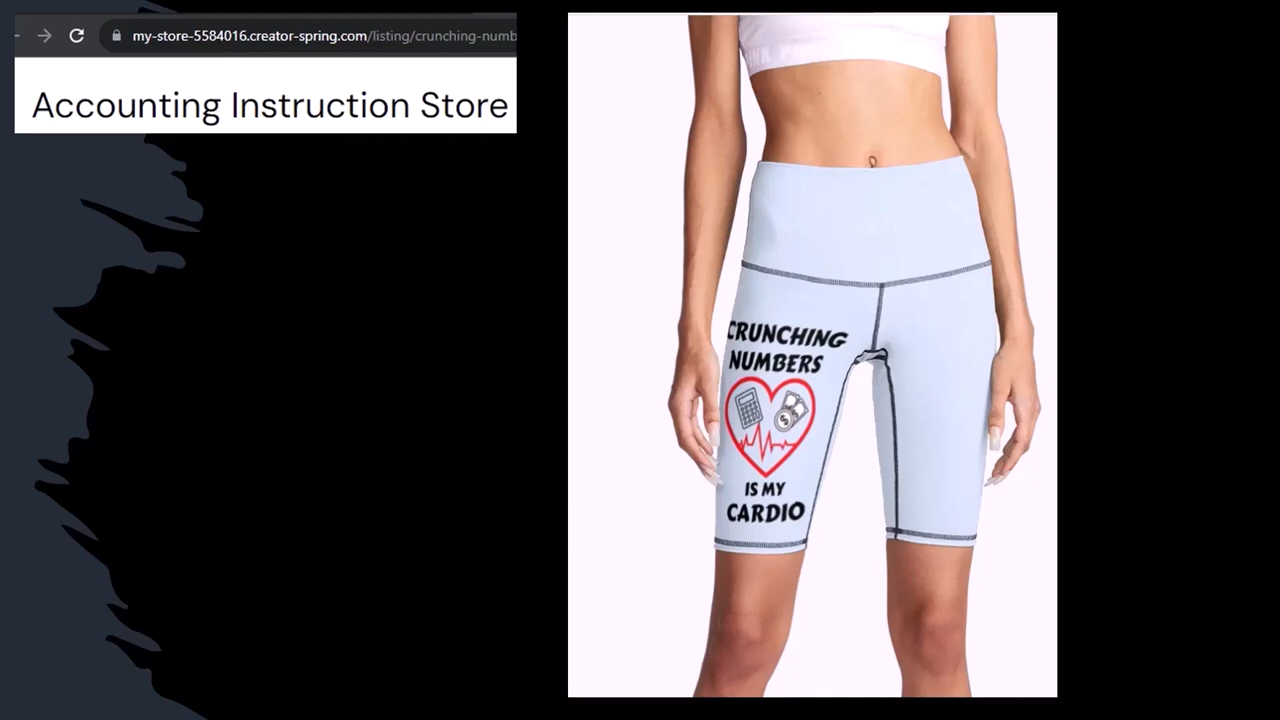 my-store-5584016.creator-spring.com/listing/crunching-numb
Accounting Instruction Store
CRUNCHING
NUMBERS
IS MY
CARDIO